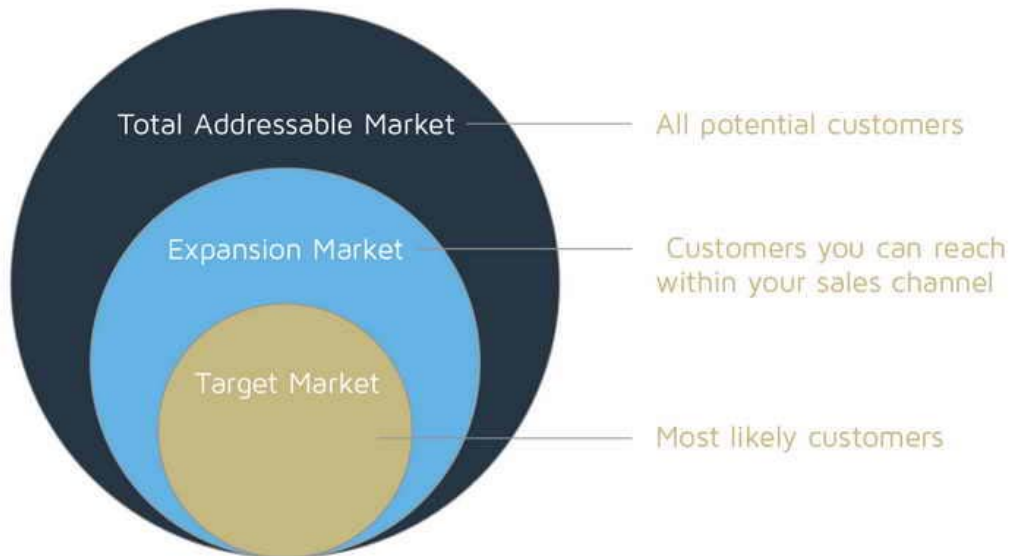 Total Addressable Market
All potential customers
Expansion Market
Customers you can reach
within your sales channel
Target Market
Most likely customers